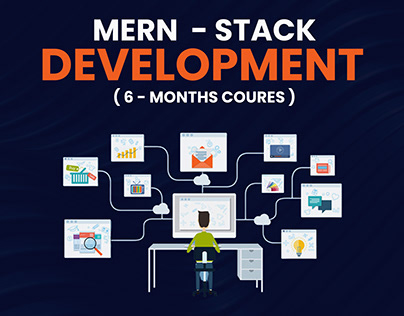 MERN - STACK
DEVELOPMENT
( 6 - MONTHS COURES )